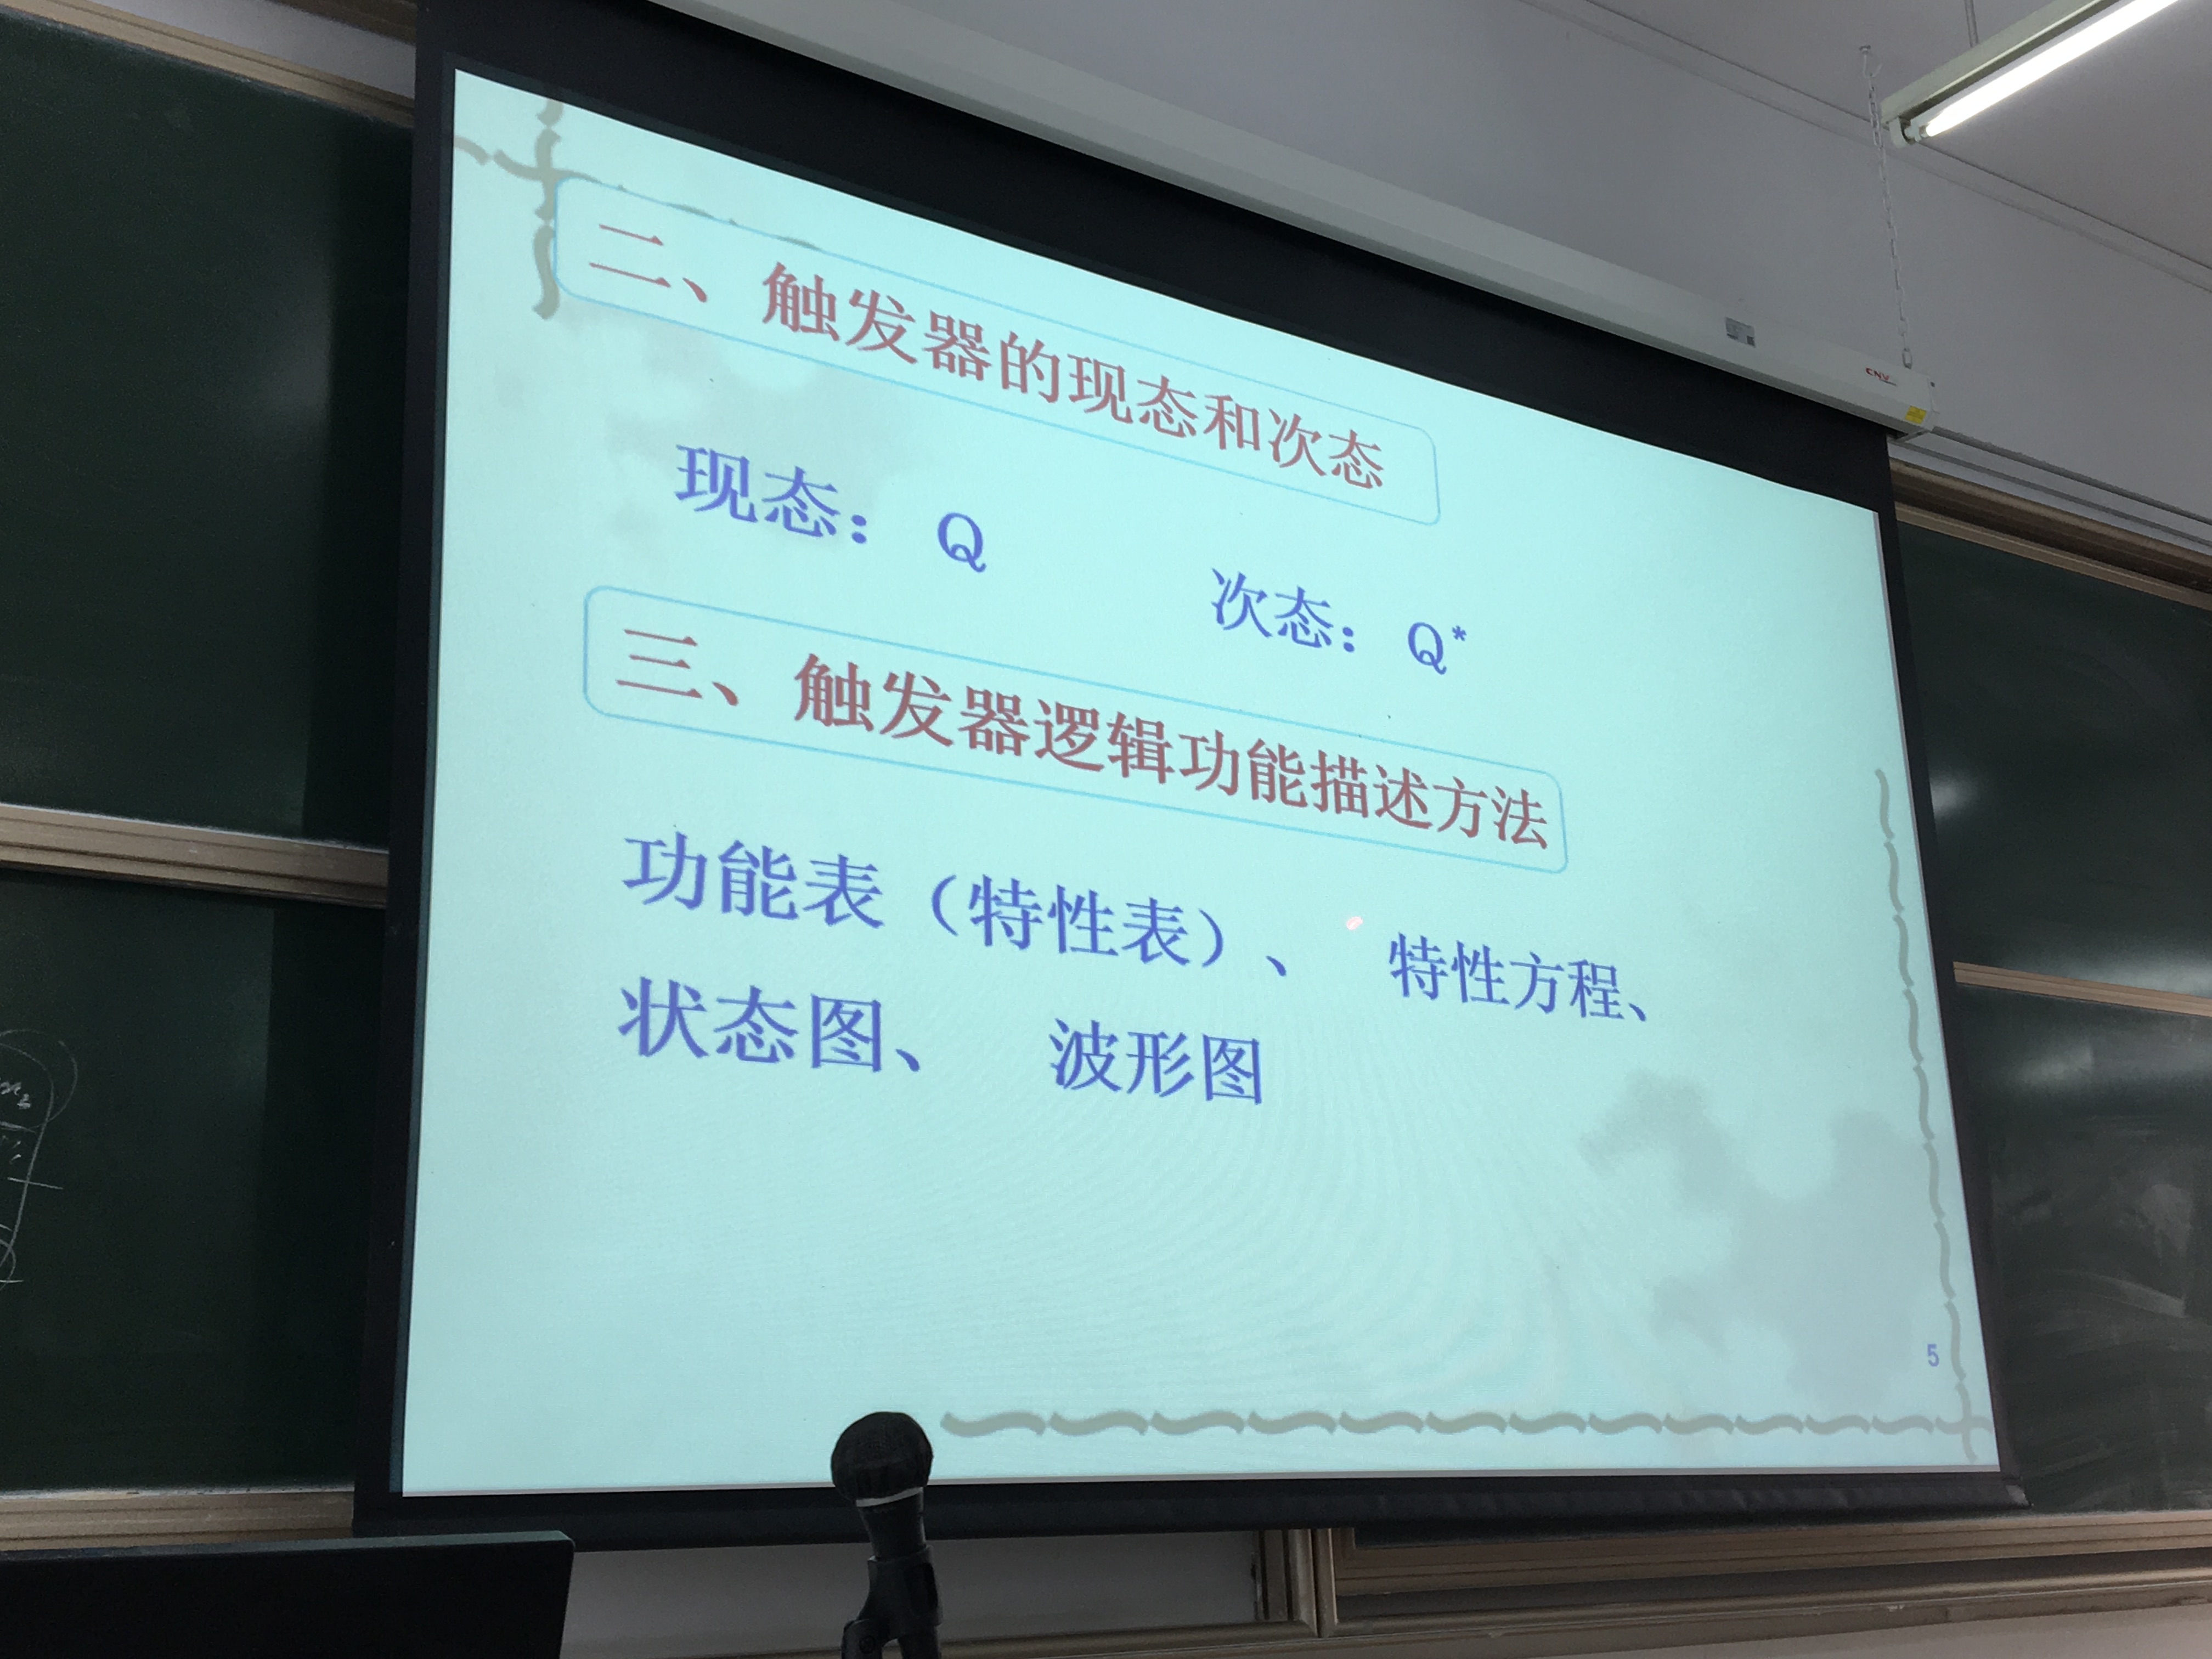 二、触发器的现态和次态
现态： Q 次态： Q*
三、触发器逻辑功能描述方法
功能表（特性表）、 特性方程、
状态图、 波形图
5